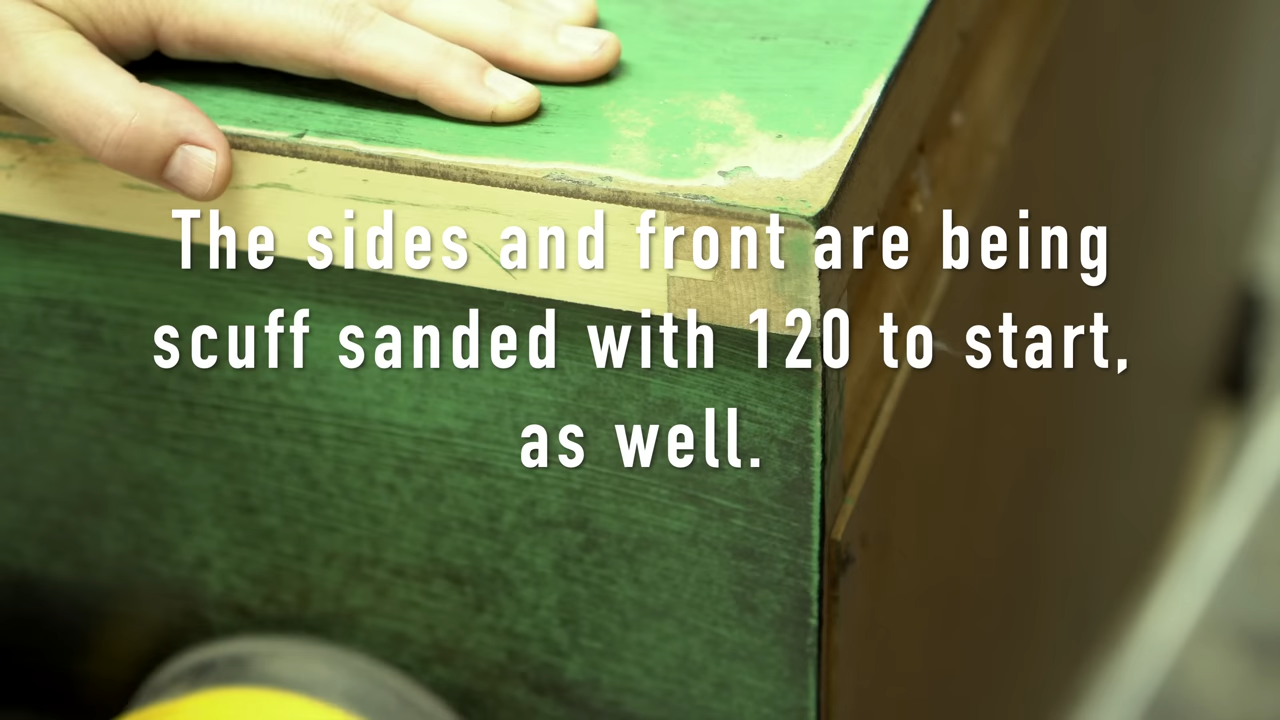 The sides and front are being
scuff sanded with 120 to start,
as well.